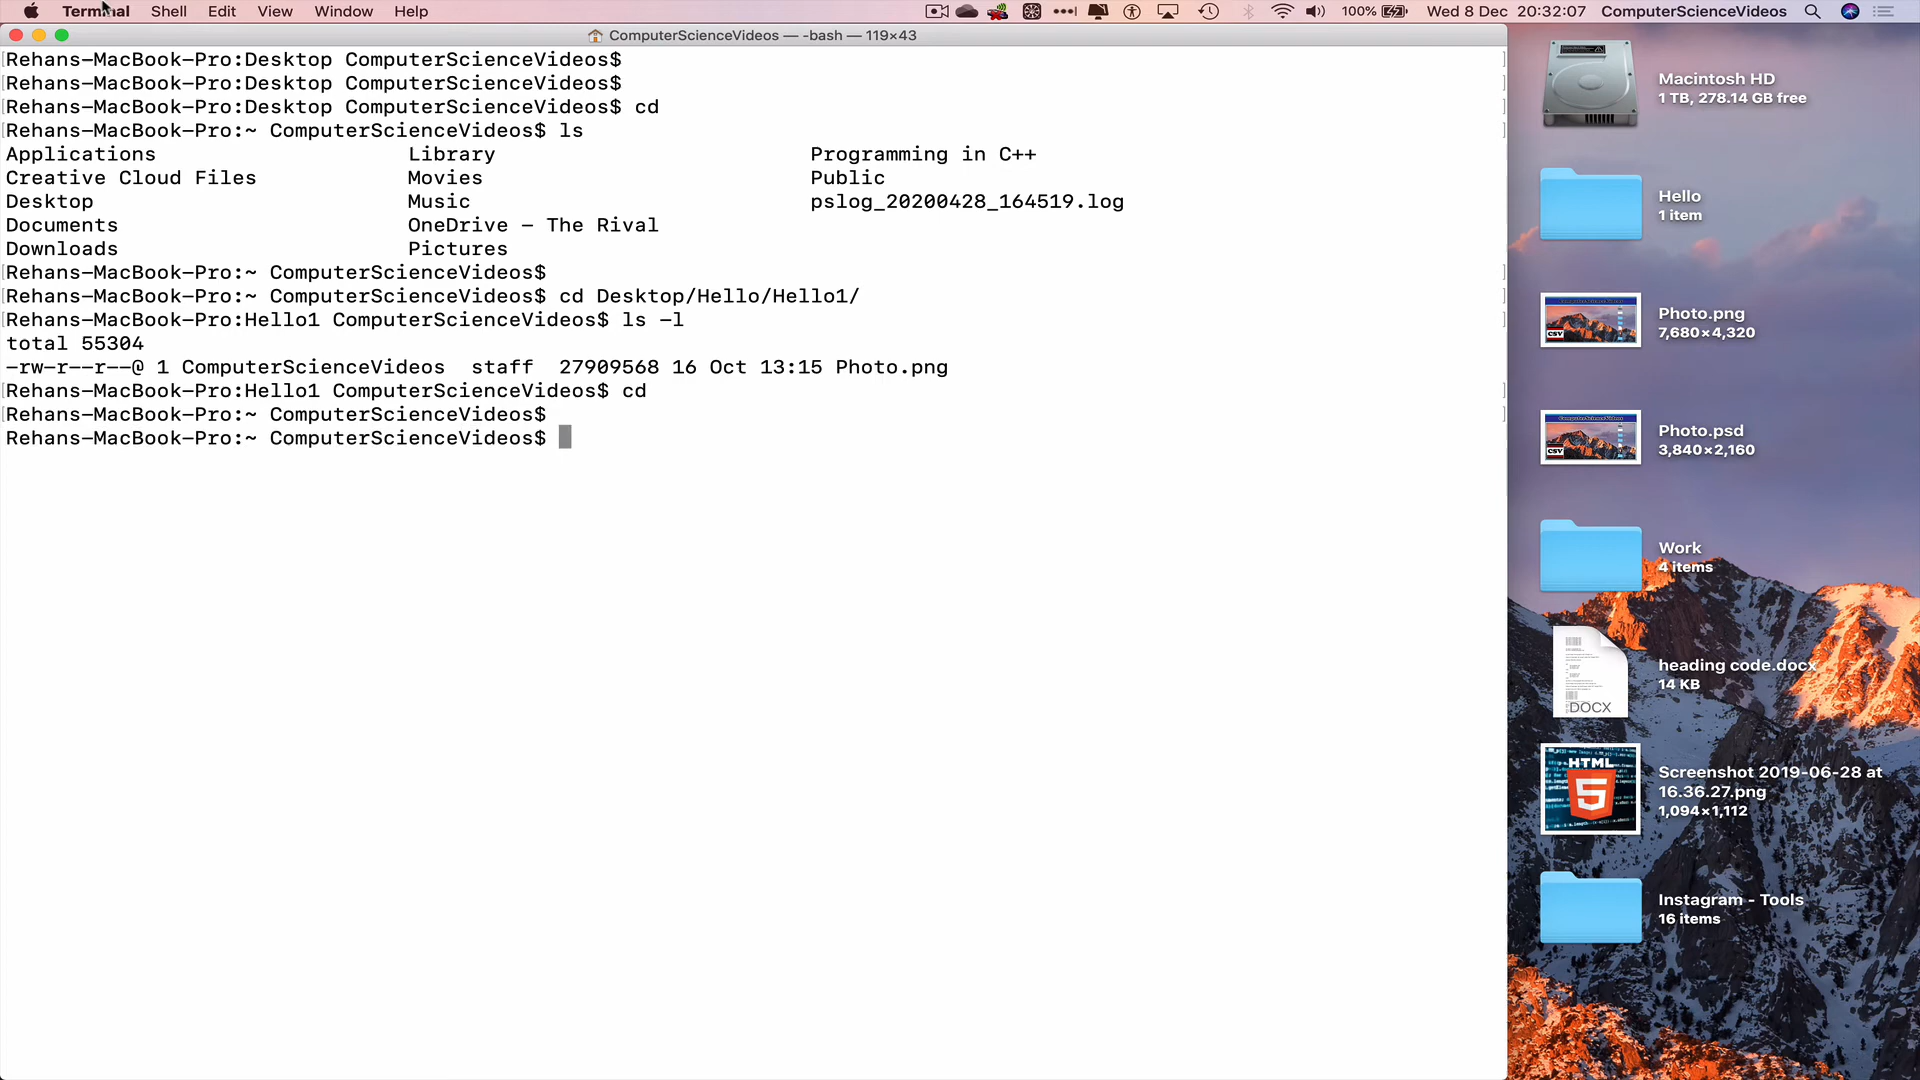 Terminal Shell Edit View Window Help 100% Wed 8 Dec 20:32:07 ComputerScienceVideos
ComputerScienceVideos — -bash — 119×43
Rehans-MacBook-Pro:Desktop ComputerScienceVideos$
Rehans-MacBook-Pro:Desktop ComputerScienceVideos$
Rehans-MacBook-Pro:Desktop ComputerScienceVideos$ cd
Rehans-MacBook-Pro:~ ComputerScienceVideos$ ls
Applications Library Programming in C++
Creative Cloud Files Movies Public
Desktop Music pslog_20200428_164519.log
Documents OneDrive - The Rival
Downloads Pictures
Rehans-MacBook-Pro:~ ComputerScienceVideos$
Rehans-MacBook-Pro:~ ComputerScienceVideos$ cd Desktop/Hello/Hello1/
Rehans-MacBook-Pro:Hello1 ComputerScienceVideos$ ls -l
total 55304
-rw-r--r--@ 1 ComputerScienceVideos staff 27909568 16 Oct 13:15 Photo.png
Rehans-MacBook-Pro:Hello1 ComputerScienceVideos$ cd
Rehans-MacBook-Pro:~ ComputerScienceVideos$
Rehans-MacBook-Pro:~ ComputerScienceVideos$
Macintosh HD
1 TB, 278.14 GB free
Hello
1 item
Photo.png
7,680×4,320
CSV
Photo.psd
3,840×2,160
CSV
Work
4 items
heading code.docx
14 KB
DOCX
HTML
5
Screenshot 2019-06-28 at
16.36.27.png
1,094×1,112
Instagram - Tools
16 items